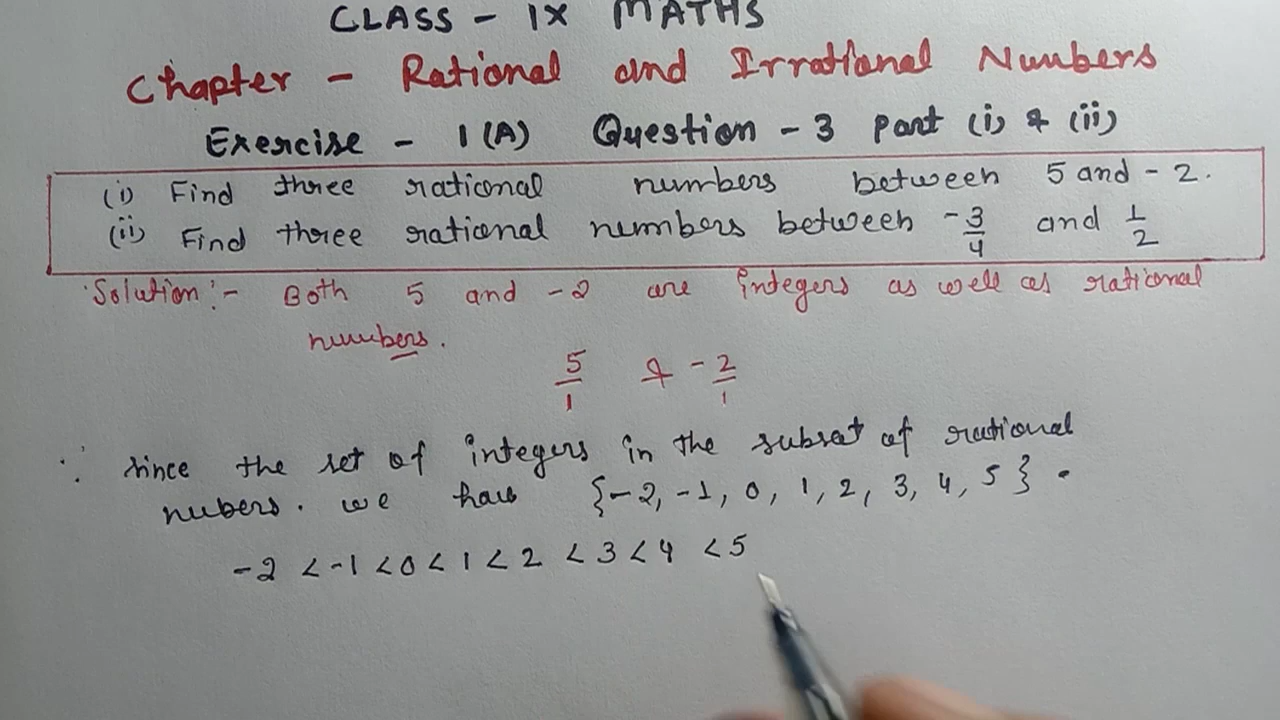 CLASS - IX MATHS
Chapter - Rational and Irrational Numbers
Exercise - 1(A) Question - 3 part (i) & (ii)
(i) Find three rational numbers between 5 and - 2.
(ii) Find three rational numbers between -3/4 and 1/2
Solution:- Both 5 and -2 are integers as well as rational
numbers.
5/1 & -2/1
∵ since the set of integers in the subset of rational
nubers. we have {-2, -1, 0, 1, 2, 3, 4, 5}.
-2 < -1 < 0 < 1 < 2 < 3 < 4 < 5